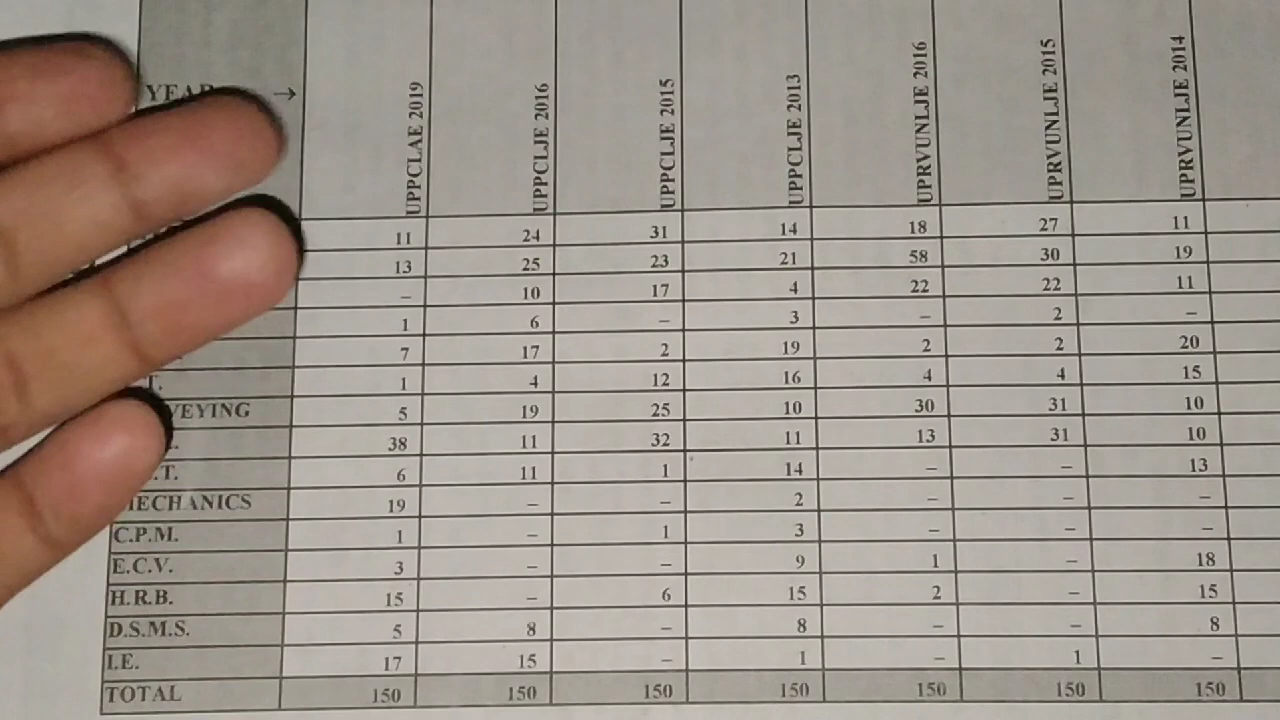 YEAR → UPPCLAE 2019 UPPCLJE 2016 UPPCLJE 2015 UPPCLJE 2013 UPRVUNLJE 2016 UPRVUNLJE 2015 UPRVUNLJE 2014
11 24 31 14 18 27 11
13 25 23 21 58 30 19
– 10 17 4 22 22 11
1 6 – 3 – 2 –
7 17 2 19 2 2 20
T. 1 4 12 16 4 4 15
VEYING 5 19 25 10 30 31 10
38 11 32 11 13 31 10
.T. 6 11 1 14 – – 13
MECHANICS 19 – – 2 – – –
C.P.M. 1 – 1 3 – – –
E.C.V. 3 – – 9 1 – 18
H.R.B. 15 – 6 15 2 – 15
D.S.M.S. 5 8 – 8 – – 8
I.E. 17 15 – 1 – 1 –
TOTAL 150 150 150 150 150 150 150